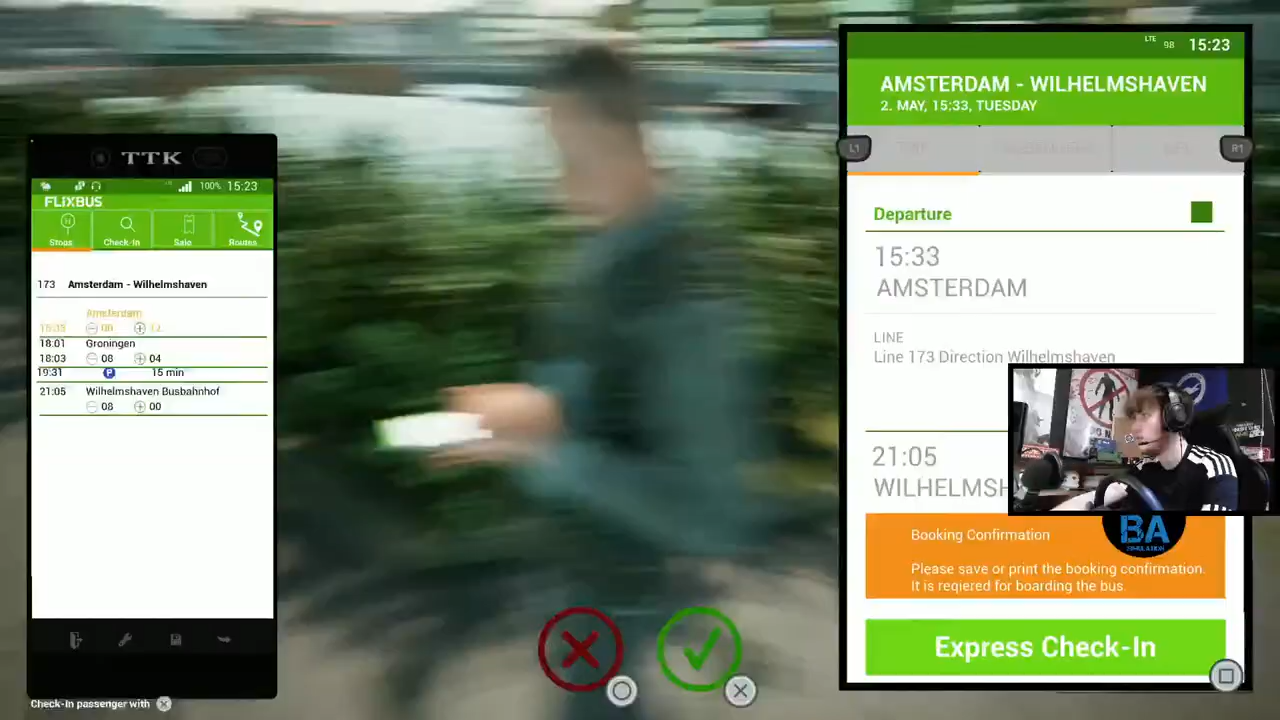 TTK
100% 15:23
FLIXBUS
Stops Check-In Sale Routes
173 Amsterdam - Wilhelmshaven
Amsterdam
18:01 Groningen
18:03 08 04
19:31 P 15 min
21:05 Wilhelmshaven Busbahnhof
08 00
Check-In passenger with
LTE 98 15:23
AMSTERDAM - WILHELMSHAVEN
2. MAY, 15:33, TUESDAY
L1 R1
Departure
15:33
AMSTERDAM
LINE
Line 173 Direction Wilhelmshaven
21:05
WILHELMSH
BA
SIMULATION
Booking Confirmation
Please save or print the booking confirmation.
It is reqiered for boarding the bus.
Express Check-In